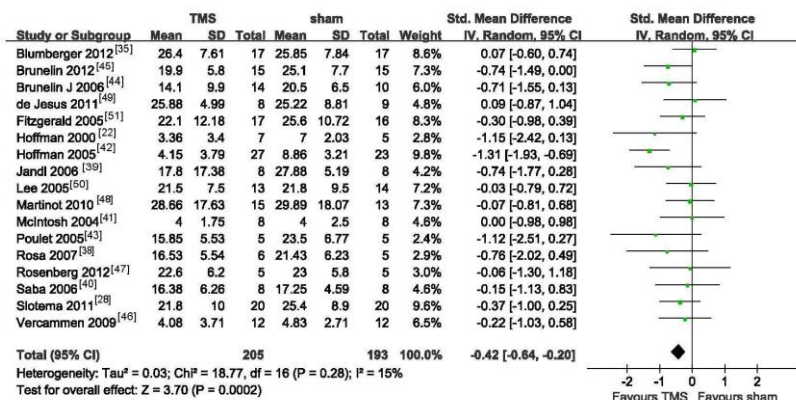 TMS sham Std. Mean Difference Std. Mean Difference
Study or Subgroup Mean SD Total Mean SD Total Weight IV, Random, 95% CI IV, Random, 95% CI
Blumberger 2012[35] 26.4 7.61 17 25.85 7.84 17 8.6% 0.07 [-0.60, 0.74]
Brunelin 2012[45] 19.9 5.8 15 25.1 7.7 15 7.3% -0.74 [-1.49, 0.00]
Brunelin J 2006[44] 14.1 9.9 14 20.5 6.5 10 5.8% -0.71 [-1.55, 0.13]
de Jesus 2011[49] 25.88 4.99 8 25.22 8.81 9 4.6% 0.09 [-0.87, 1.04]
Fitzgerald 2005[51] 22.1 12.18 17 25.6 10.72 16 8.3% -0.30 [-0.98, 0.39]
Hoffman 2000[22] 3.36 3.4 7 7 2.03 5 2.8% -1.15 [-2.42, 0.13]
Hoffman 2005[42] 4.15 3.79 27 8.86 3.21 23 9.8% -1.31 [-1.93, -0.69]
Jandl 2006[39] 17.8 17.38 8 27.88 5.19 8 4.1% -0.74 [-1.77, 0.28]
Lee 2005[50] 21.5 7.5 13 21.8 9.5 14 7.2% -0.03 [-0.79, 0.72]
Martinot 2010[48] 28.66 17.63 15 29.89 18.07 13 7.4% -0.07 [-0.81, 0.68]
McIntosh 2004[41] 4 1.75 8 4 2.5 8 4.4% 0.00 [-0.98, 0.98]
Poulet 2005[43] 15.85 5.53 5 23.5 6.77 5 2.4% -1.12 [-2.51, 0.27]
Rosa 2007 16.53 5.54 6 21.43 6.23 5 2.9% -0.76 [-2.02, 0.49]
Rosenberg 2012[47] 22.6 6.2 5 23 5.8 5 3.0% -0.06 [-1.30, 1.18]
Saba 2006[40] 16.38 6.26 8 17.25 4.59 8 4.4% -0.15 [-1.13, 0.83]
Slotema 2011[28] 21.8 10 20 25.4 8.9 20 9.6% -0.37 [-1.00, 0.25]
Vercammen 2009[46] 4.08 3.71 12 4.83 2.71 12 6.5% -0.22 [-1.03, 0.58]
Total (95% CI) 205 193 100.0% -0.42 [-0.64, -0.20]
Heterogeneity: Tau² = 0.03; Chi² = 18.77, df = 16 (P = 0.28); I² = 15%
Test for overall effect: Z = 3.70 (P = 0.0002)
-2 -1 0 1 2
Favours TMS Favours sham